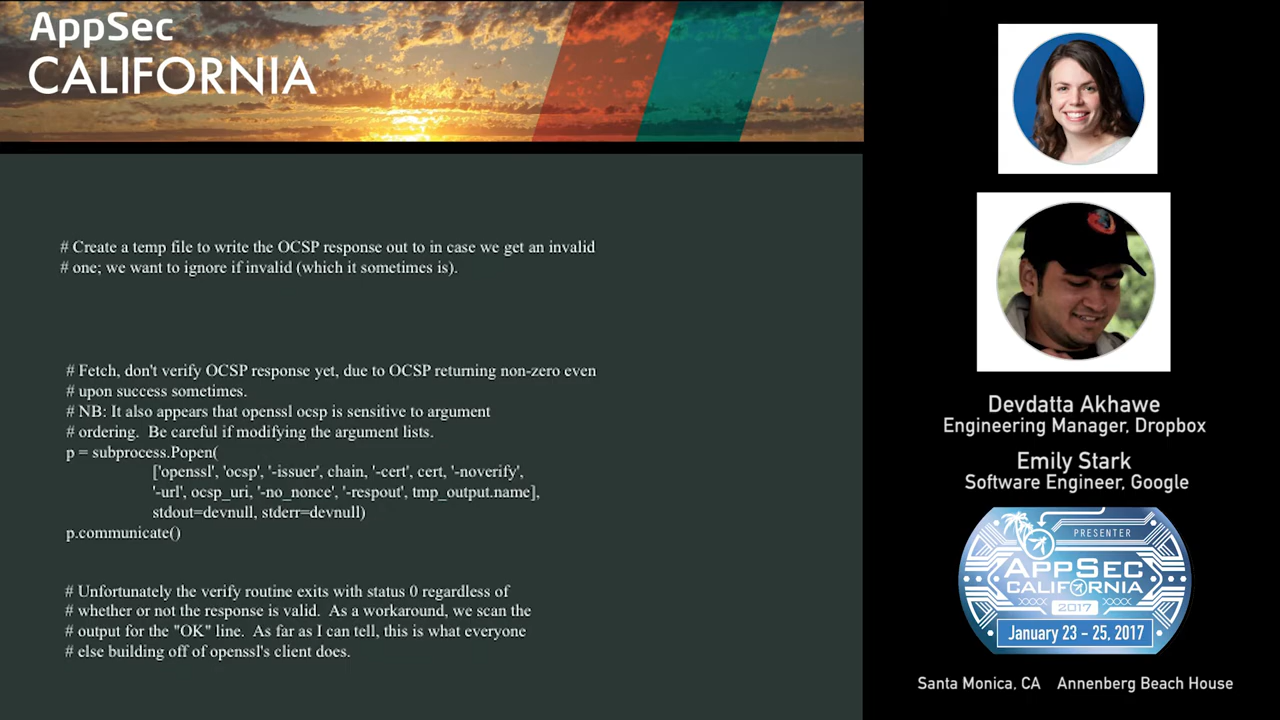 AppSec
CALIFORNIA
# Create a temp file to write the OCSP response out to in case we get an invalid
# one; we want to ignore if invalid (which it sometimes is).
# Fetch, don't verify OCSP response yet, due to OCSP returning non-zero even
# upon success sometimes.
# NB: It also appears that openssl ocsp is sensitive to argument
# ordering.  Be careful if modifying the argument lists.
p = subprocess.Popen(
['openssl', 'ocsp', '-issuer', chain, '-cert', cert, '-noverify',
'-url', ocsp_uri, '-no_nonce', '-respout', tmp_output.name],
stdout=devnull, stderr=devnull)
p.communicate()
# Unfortunately the verify routine exits with status 0 regardless of
# whether or not the response is valid.  As a workaround, we scan the
# output for the "OK" line.  As far as I can tell, this is what everyone
# else building off of openssl's client does.
Devdatta Akhawe
Engineering Manager, Dropbox
Emily Stark
Software Engineer, Google
PRESENTER
APPSEC
CALIFORNIA
2017
January 23 - 25, 2017
Santa Monica, CA   Annenberg Beach House